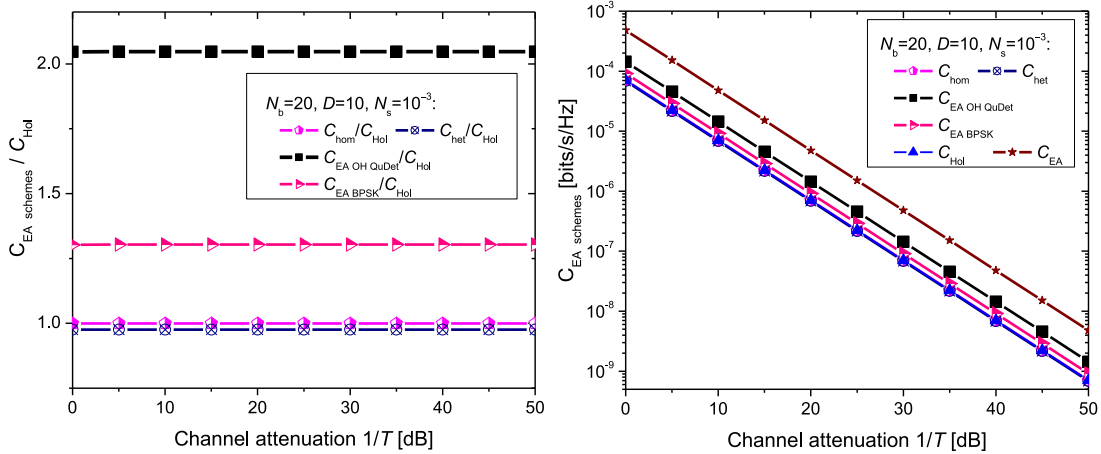 2.0
1.5
1.0
0 10 20 30 40 50
Channel attenuation 1/T [dB]
C_EA schemes / C_Hol
N_b=20, D=10, N_s=10⁻³:
C_hom/C_Hol C_het/C_Hol
C_EA OH QuDet/C_Hol
C_EA BPSK/C_Hol
10⁻³
10⁻⁴
10⁻⁵
10⁻⁶
10⁻⁷
10⁻⁸
10⁻⁹
0 10 20 30 40 50
Channel attenuation 1/T [dB]
C_EA schemes [bits/s/Hz]
N_b=20, D=10, N_s=10⁻³:
C_hom C_het
C_EA OH QuDet
C_EA BPSK
C_Hol C_EA